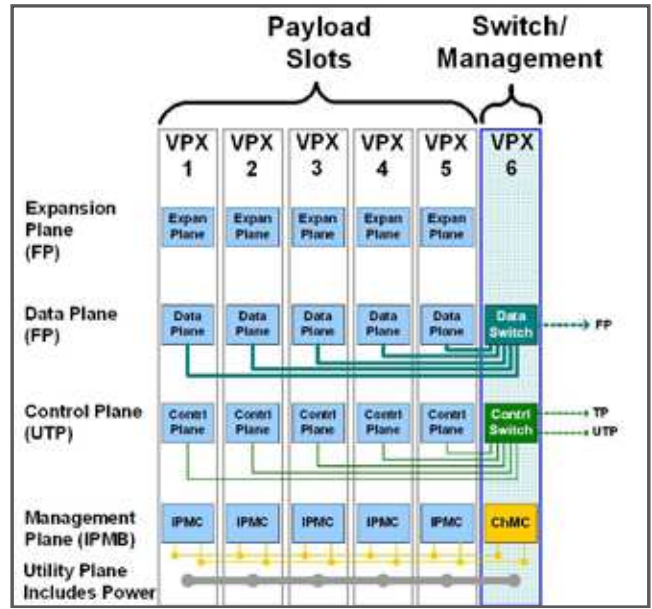 Payload
Slots
Switch/
Management
VPX
1
VPX
2
VPX
3
VPX
4
VPX
5
VPX
6
Expansion
Plane
(FP)
Expan
Plane
Expan
Plane
Expan
Plane
Expan
Plane
Expan
Plane
Data Plane
(FP)
Data
Plane
Data
Plane
Data
Plane
Data
Plane
Data
Plane
Data
Switch
FP
Control Plane
(UTP)
Contrl
Plane
Contrl
Plane
Contrl
Plane
Contrl
Plane
Contrl
Plane
Contrl
Switch
TP
UTP
Management
Plane (IPMB)
IPMC
IPMC
IPMC
IPMC
IPMC
ChMC
Utility Plane
Includes Power